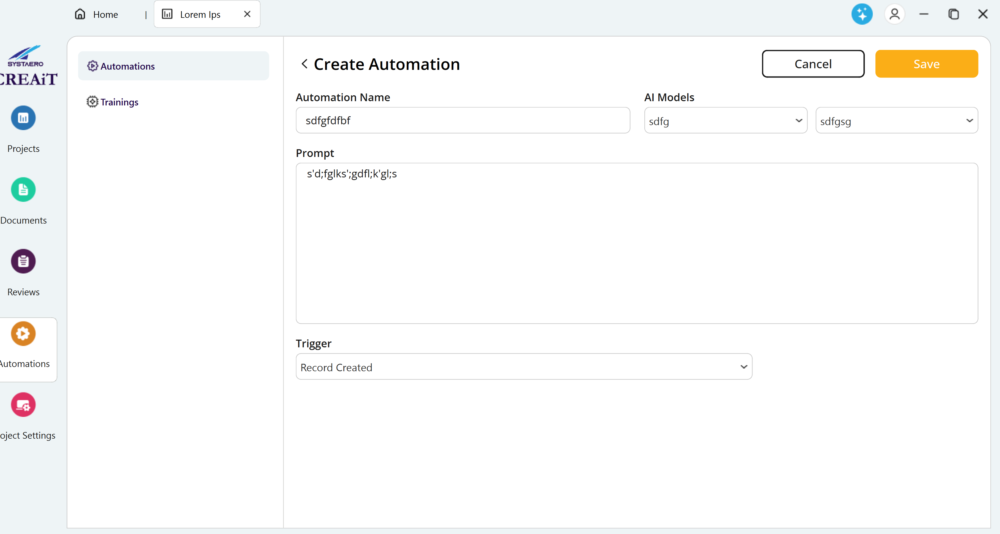 Home | Lorem Ips
SYSTAERO
CREAiT
Projects
Documents
Reviews
Automations
oject Settings
Automations
Trainings
Create Automation
Cancel
Save
Automation Name
sdfgfdfbf
AI Models
sdfg
sdfgsg
Prompt
s'd;fglks';gdfl;k'gl;s
Trigger
Record Created